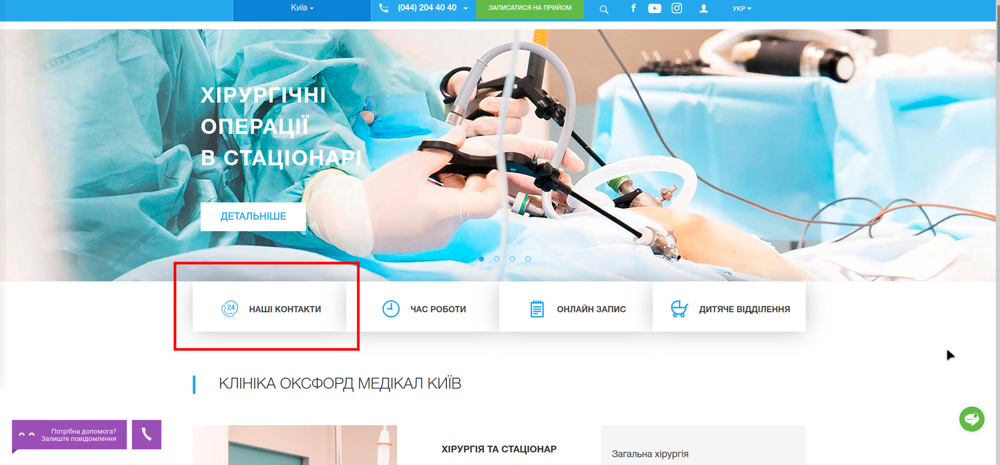 Київ
(044) 204 40 40
ЗАПИСАТИСЯ НА ПРИЙОМ
УКР
ХІРУРГІЧНІ
ОПЕРАЦІЇ
В СТАЦІОНАРІ
ДЕТАЛЬНІШЕ
24
НАШІ КОНТАКТИ
ЧАС РОБОТИ
ОНЛАЙН ЗАПИС
ДИТЯЧЕ ВІДДІЛЕННЯ
КЛІНІКА ОКСФОРД МЕДІКАЛ КИЇВ
Потрібна допомога?
Залиште повідомлення
ХІРУРГІЯ ТА СТАЦІОНАР
Загальна хірургія